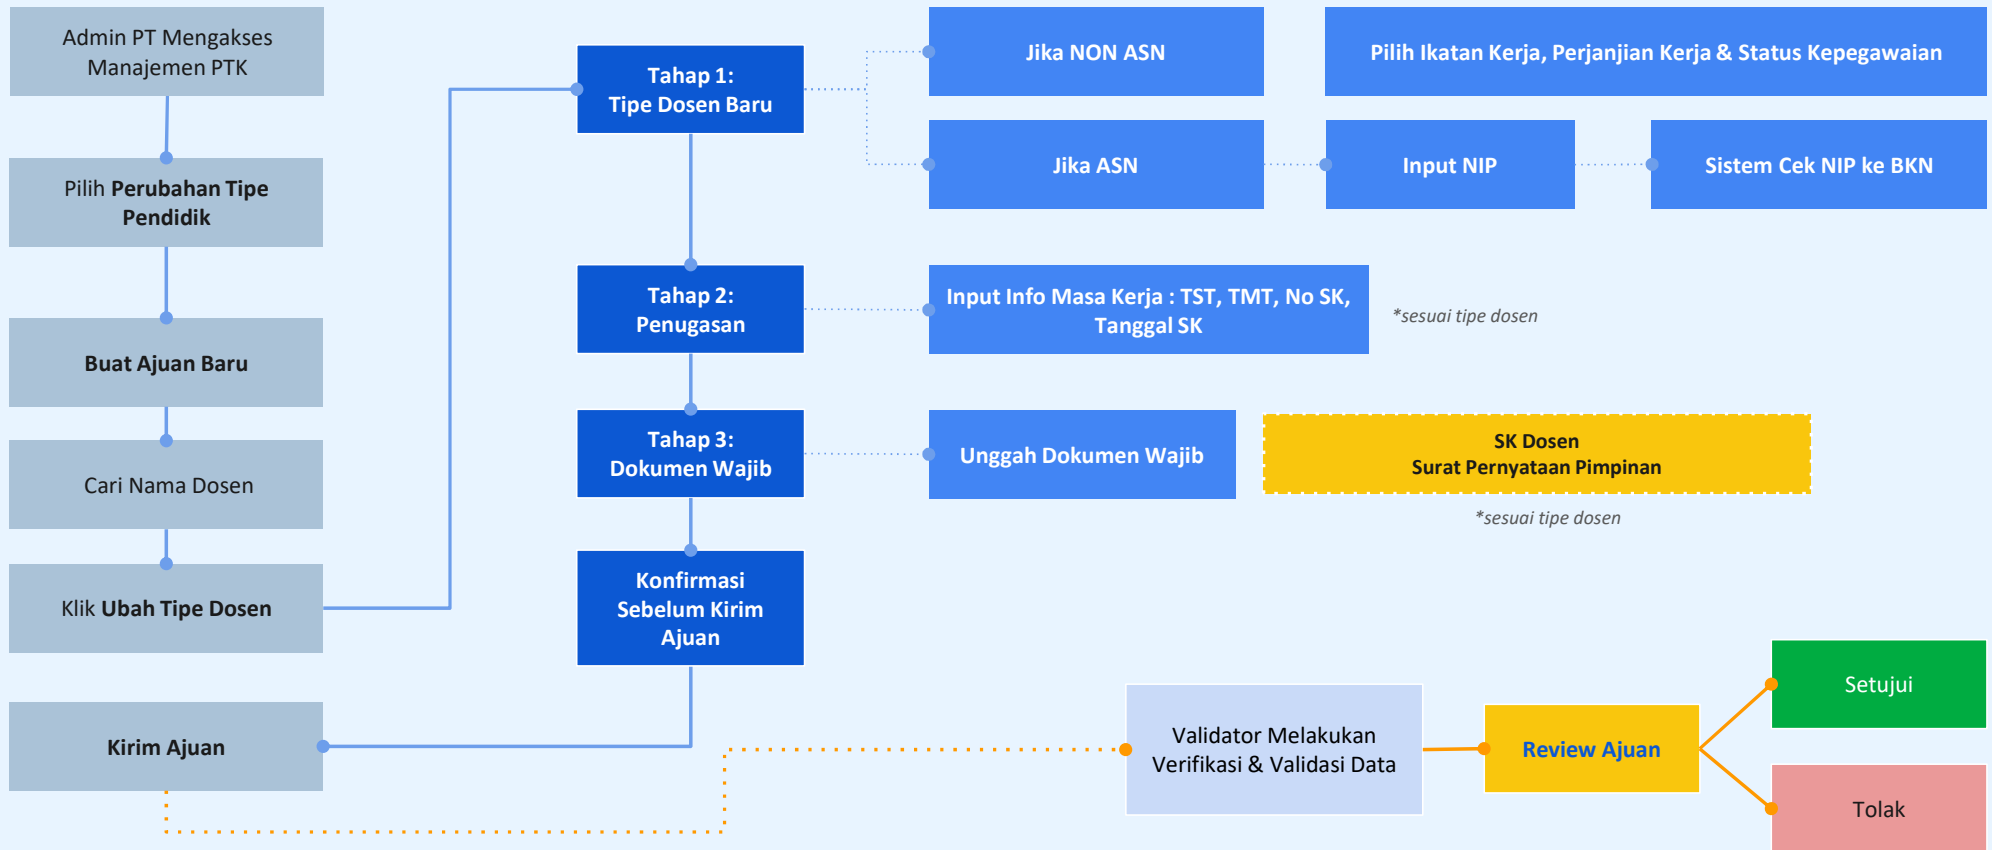 Admin PT Mengakses
Manajemen PTK
Pilih Perubahan Tipe
Pendidik
Buat Ajuan Baru
Cari Nama Dosen
Klik Ubah Tipe Dosen
Kirim Ajuan
Tahap 1:
Tipe Dosen Baru
Jika NON ASN
Pilih Ikatan Kerja, Perjanjian Kerja & Status Kepegawaian
Jika ASN
Input NIP
Sistem Cek NIP ke BKN
Tahap 2:
Penugasan
Input Info Masa Kerja : TST, TMT, No SK,
Tanggal SK
*sesuai tipe dosen
Tahap 3:
Dokumen Wajib
Unggah Dokumen Wajib
SK Dosen
Surat Pernyataan Pimpinan
*sesuai tipe dosen
Konfirmasi
Sebelum Kirim
Ajuan
Validator Melakukan
Verifikasi & Validasi Data
Review Ajuan
Setujui
Tolak